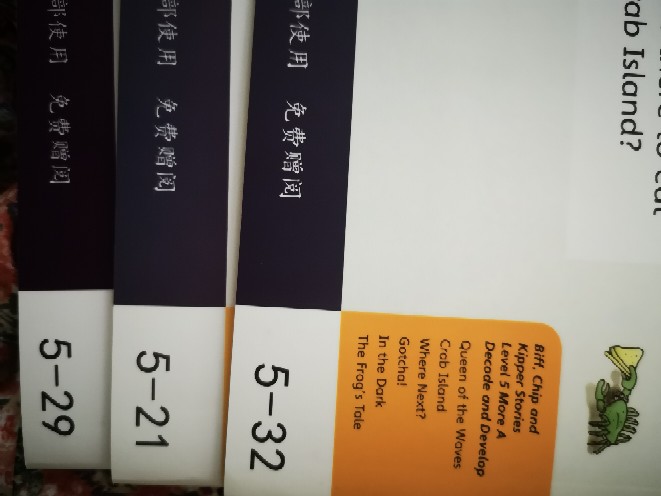 ab Island?
Biff, Chip and
Kipper Stories
Level 5 More A
Decode and Develop
Queen of the Waves
Crab Island
Where Next?
Gotcha!
In the Dark
The Frog's Tale
部使用 免费赠阅
5-32
部使用 免费赠阅
5-21
部使用 免费赠阅
5-29